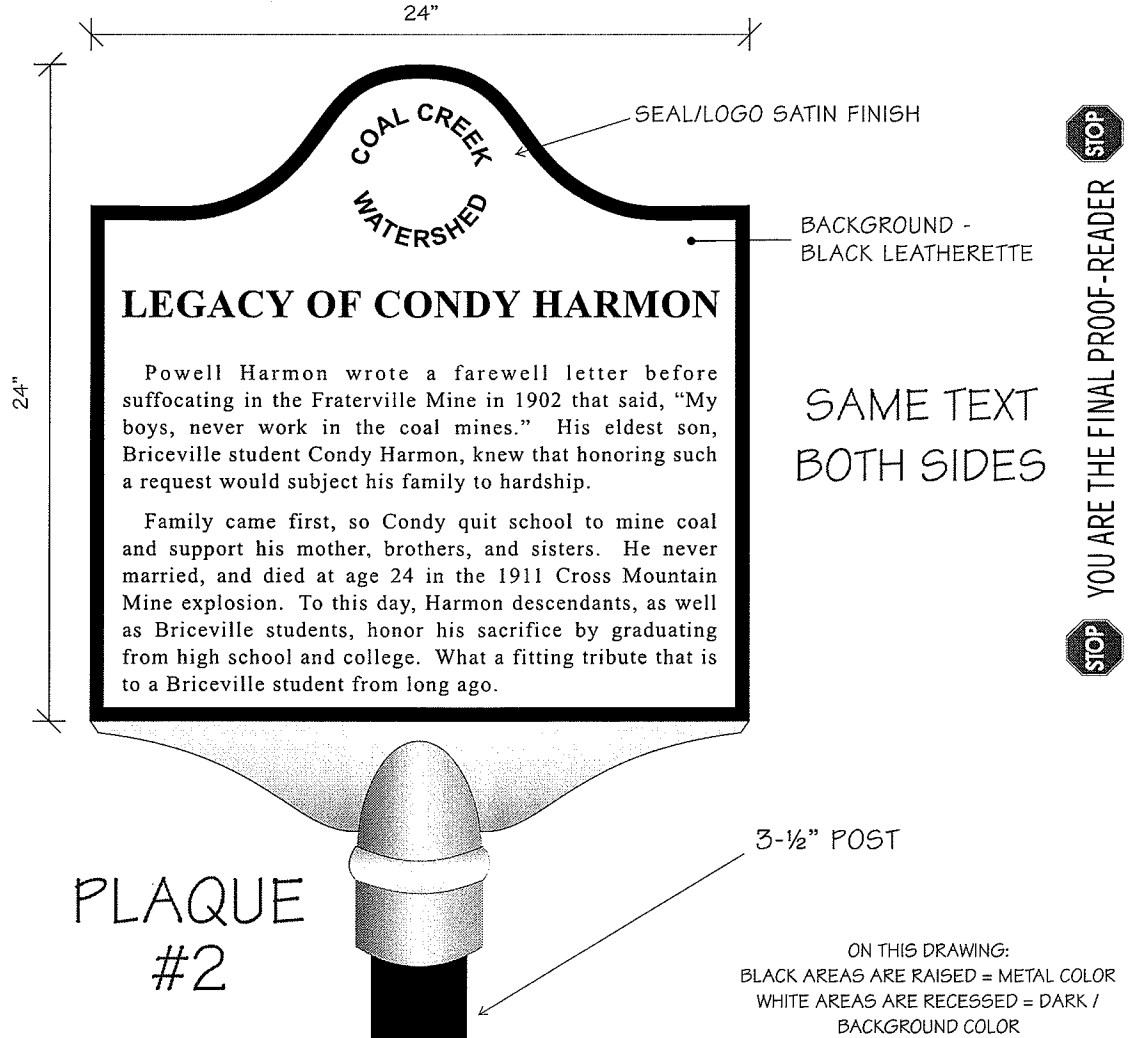 24"
24"
COAL CREEK
WATERSHED
SEAL/LOGO SATIN FINISH
BACKGROUND -
BLACK LEATHERETTE
LEGACY OF CONDY HARMON
Powell Harmon wrote a farewell letter before
suffocating in the Fraterville Mine in 1902 that said, “My
boys, never work in the coal mines.” His eldest son,
Briceville student Condy Harmon, knew that honoring such
a request would subject his family to hardship.
Family came first, so Condy quit school to mine coal
and support his mother, brothers, and sisters. He never
married, and died at age 24 in the 1911 Cross Mountain
Mine explosion. To this day, Harmon descendants, as well
as Briceville students, honor his sacrifice by graduating
from high school and college. What a fitting tribute that is
to a Briceville student from long ago.
SAME TEXT
BOTH SIDES
STOP
YOU ARE THE FINAL PROOF-READER
STOP
3-½" POST
PLAQUE
#2
ON THIS DRAWING:
BLACK AREAS ARE RAISED = METAL COLOR
WHITE AREAS ARE RECESSED = DARK /
BACKGROUND COLOR